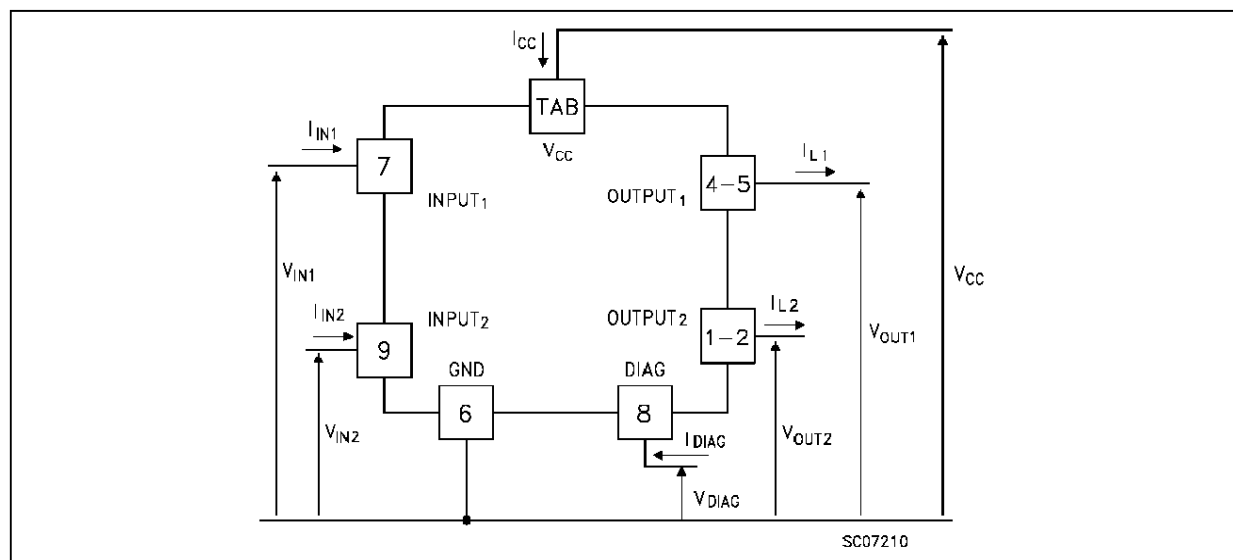 I_CC
TAB
V_CC
I_IN1
7
INPUT_1
4-5
OUTPUT_1
I_L1
V_IN1
V_CC
I_IN2
9
INPUT_2
OUTPUT_2
1-2
I_L2
V_OUT1
GND
6
DIAG
8
V_IN2
I_DIAG
V_OUT2
V_DIAG
SC07210